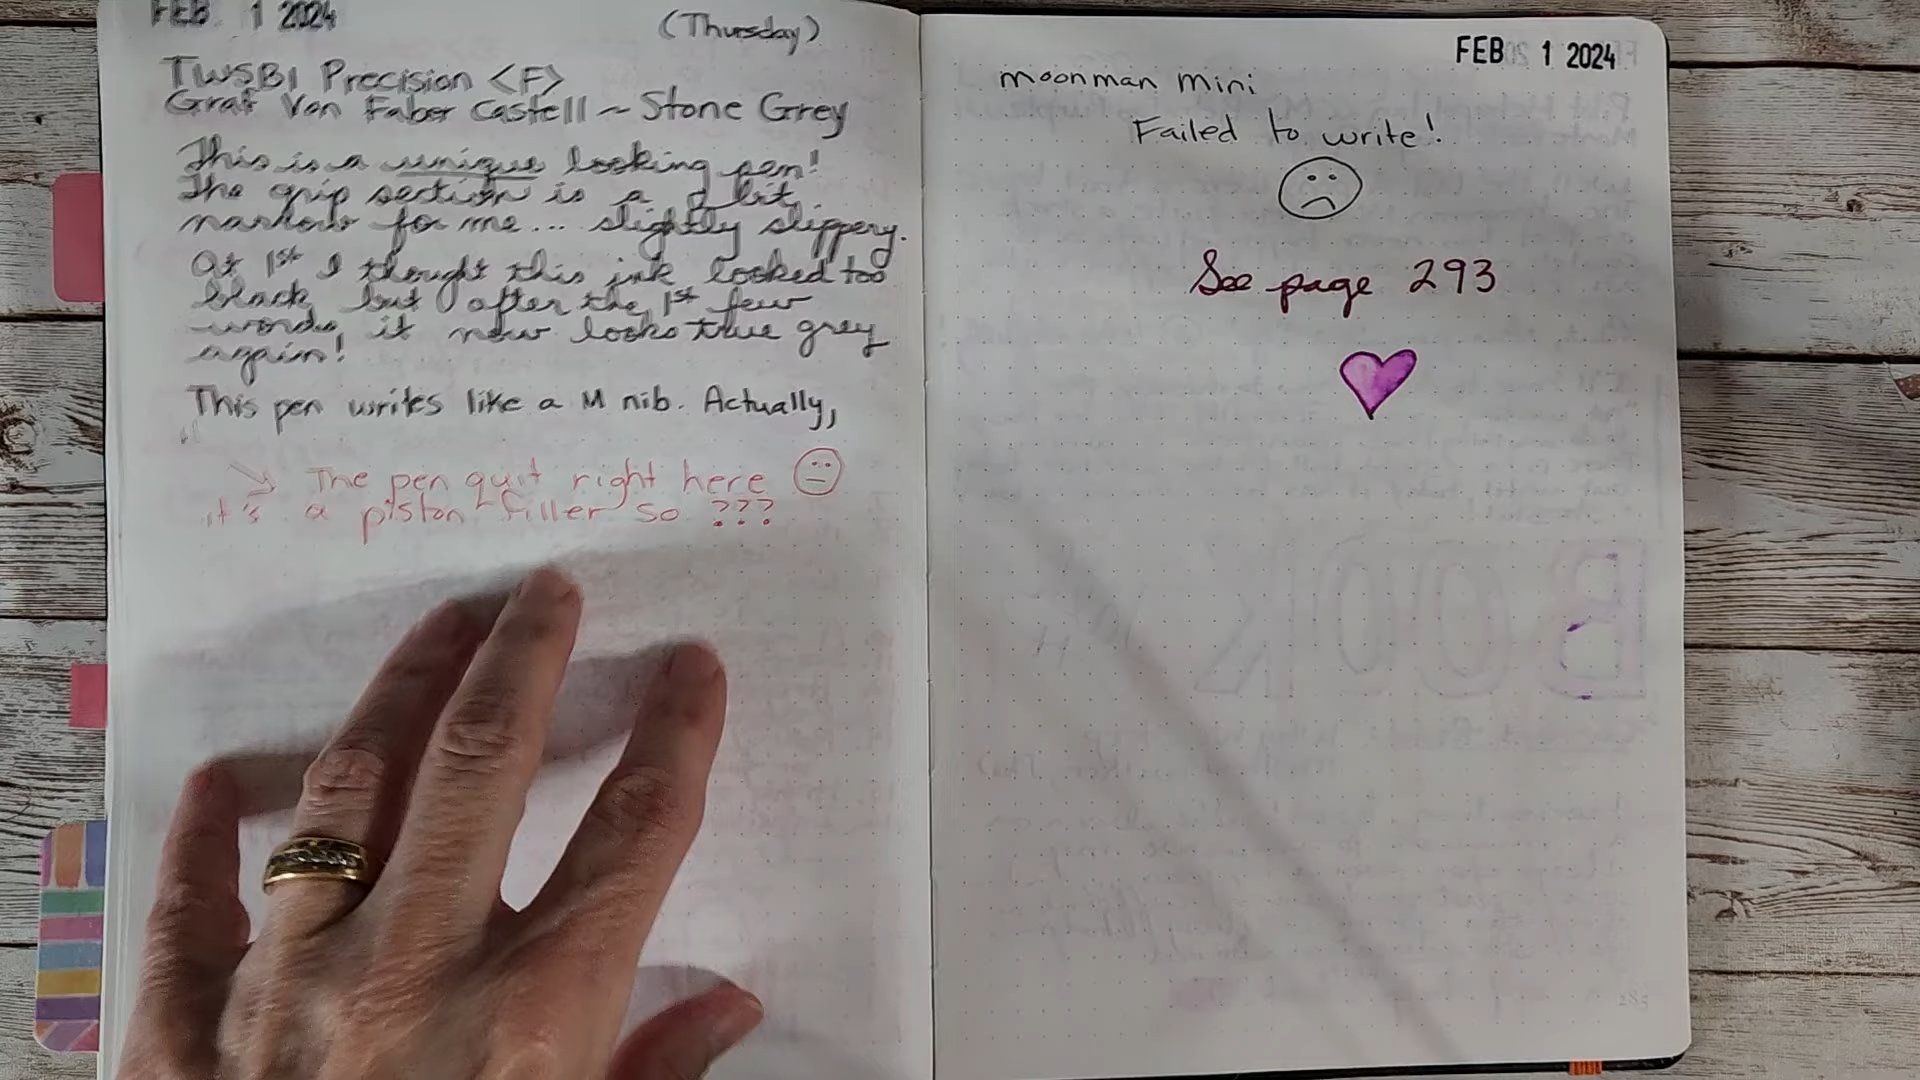 FEB 1 2024
(Thursday)
TWSBI Precision <F>
Graf Von Faber Castell ~ Stone Grey
This is a unique looking pen!
The grip section is a bit
narrow for me... slightly slippery.
At 1st I thought this ink looked too
black but after the 1st few
words, it now looks true grey
again!
This pen writes like a M nib. Actually,
The pen quit right here
it's a piston filler so ???
FEB 1 2024
moonman mini
Failed to write!
See page 293
285